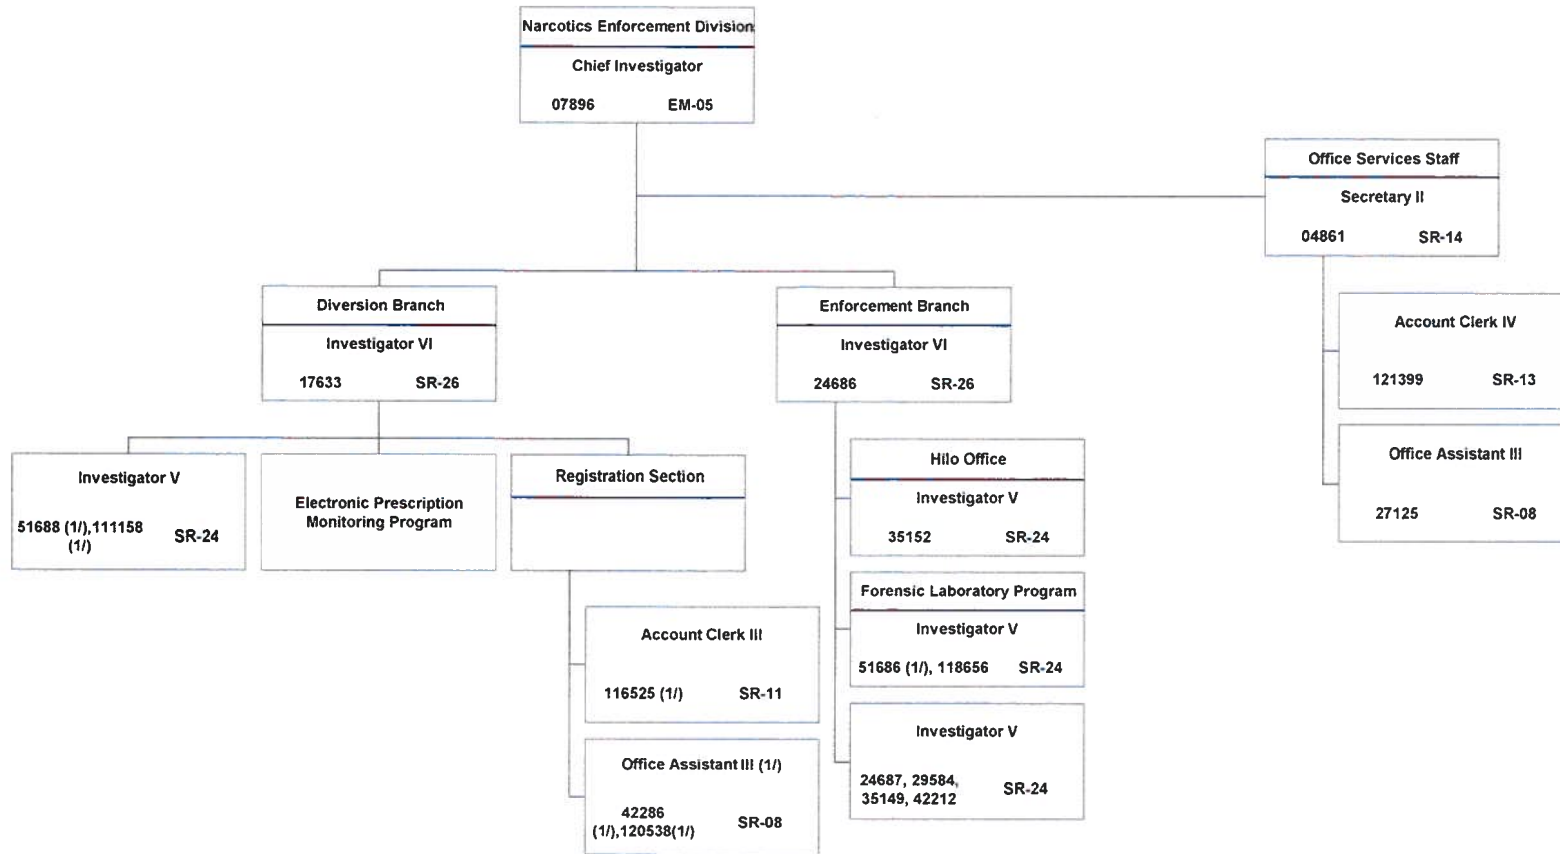 Narcotics Enforcement Division
Chief Investigator
07896 EM-05
Office Services Staff
Secretary II
04861 SR-14
Account Clerk IV
121399 SR-13
Office Assistant III
27125 SR-08
Diversion Branch
Investigator VI
17633 SR-26
Enforcement Branch
Investigator VI
24686 SR-26
Investigator V
51688 (1/),111158
(1/)
SR-24
Electronic Prescription
Monitoring Program
Registration Section
Account Clerk III
116525 (1/) SR-11
Office Assistant III (1/)
42286
(1/),120538(1/)
SR-08
Hilo Office
Investigator V
35152 SR-24
Forensic Laboratory Program
Investigator V
51686 (1/), 118656 SR-24
Investigator V
24687, 29584,
35149, 42212
SR-24